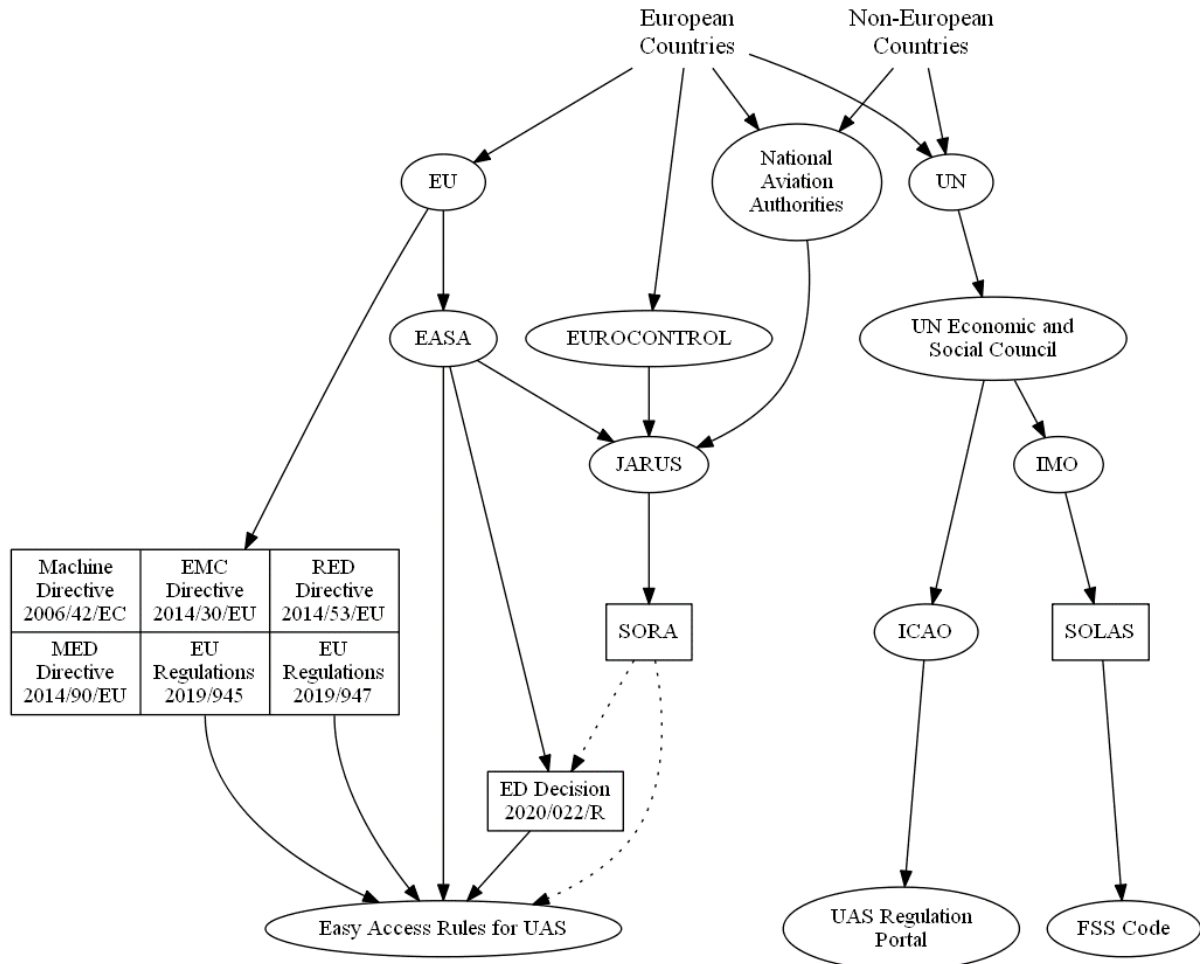 European
Countries
Non-European
Countries
EU
National
Aviation
Authorities
UN
EASA
EUROCONTROL
UN Economic and
Social Council
JARUS
IMO
Machine
Directive
2006/42/EC
EMC
Directive
2014/30/EU
RED
Directive
2014/53/EU
MED
Directive
2014/90/EU
EU
Regulations
2019/945
EU
Regulations
2019/947
SORA
ICAO
SOLAS
ED Decision
2020/022/R
Easy Access Rules for UAS
UAS Regulation
Portal
FSS Code